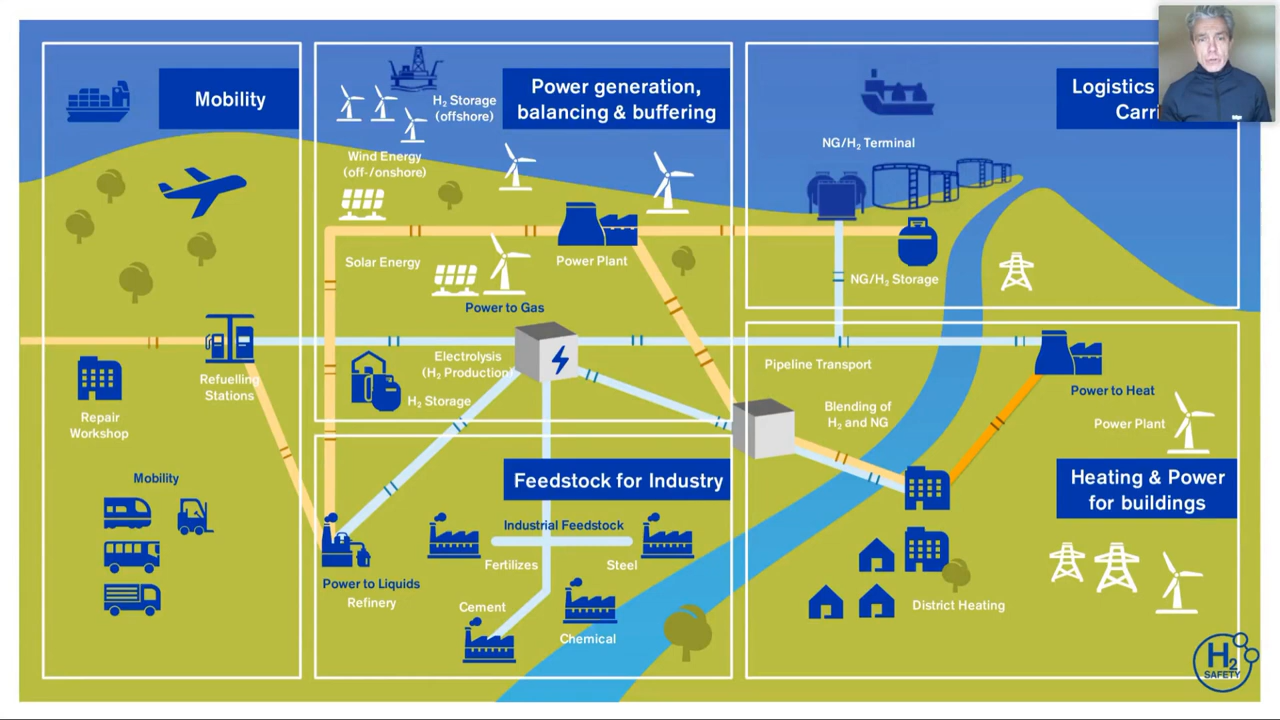 Mobility
Refuelling
Stations
Repair
Workshop
Mobility
Power generation,
balancing & buffering
H₂ Storage
(offshore)
Wind Energy
(off-/onshore)
Solar Energy
Power Plant
Power to Gas
Electrolysis
(H₂ Production)
H₂ Storage
Logistics
NG/H₂ Terminal
NG/H₂ Storage
Feedstock for Industry
Industrial Feedstock
Fertilizes
Steel
Power to Liquids
Refinery
Cement
Chemical
Pipeline Transport
Blending of
H₂ and NG
Power to Heat
Power Plant
Heating & Power
for buildings
District Heating
H₂
SAFETY